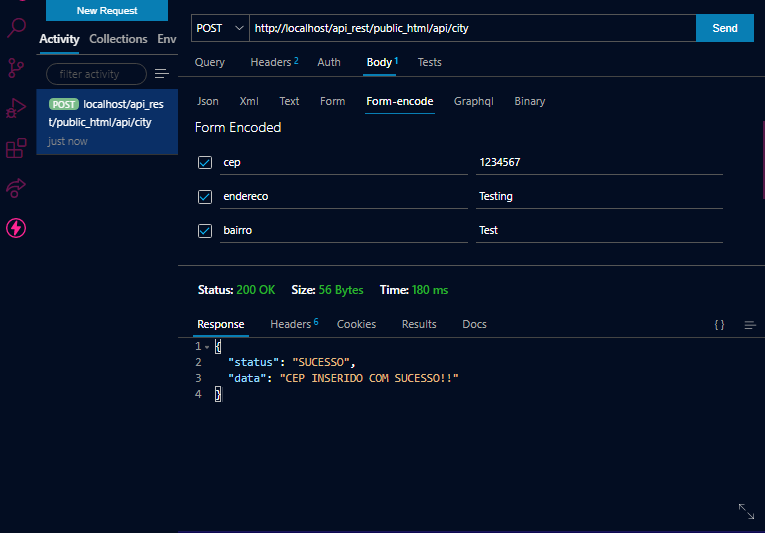 New Request
Activity Collections Env
filter activity
POST localhost/api_res
t/public_html/api/city
just now
POST http://localhost/api_rest/public_html/api/city Send
Query Headers 2 Auth Body 1 Tests
Json Xml Text Form Form-encode Graphql Binary
Form Encoded
cep 1234567
endereco Testing
bairro Test
Status: 200 OK Size: 56 Bytes Time: 180 ms
Response Headers 6 Cookies Results Docs { }
1 {
2 "status": "SUCESSO",
3 "data": "CEP INSERIDO COM SUCESSO!!"
4 }